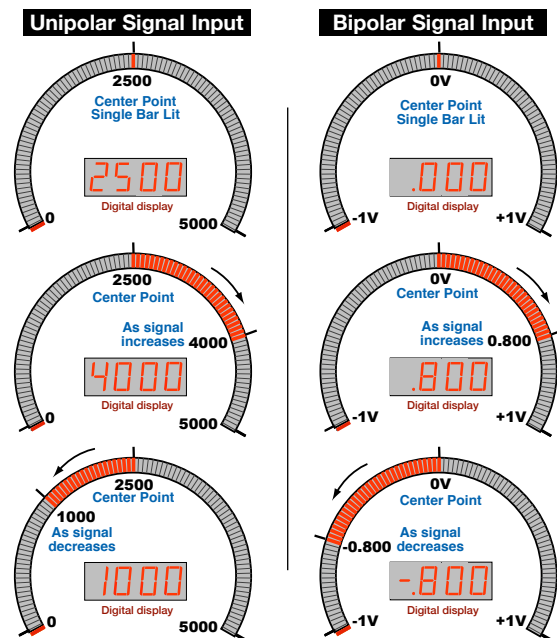 Unipolar Signal Input
2500
Center Point
Single Bar Lit
2500
Digital display
0
5000
2500
Center Point
As signal
increases
4000
4000
Digital display
0
5000
2500
Center Point
1000
As signal
decreases
1000
Digital display
0
5000
Bipolar Signal Input
0V
Center Point
Single Bar Lit
.000
Digital display
-1V
+1V
0V
Center Point
As signal
increases
0.800
.800
Digital display
-1V
+1V
0V
Center Point
As signal
-0.800 decreases
-.800
Digital display
-1V
+1V